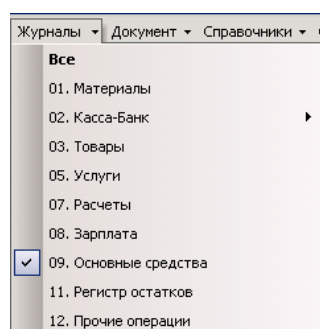 Журналы Документ Справочники
Все
01. Материалы
02. Касса-Банк
03. Товары
05. Услуги
07. Расчеты
08. Зарплата
09. Основные средства
11. Регистр остатков
12. Прочие операции